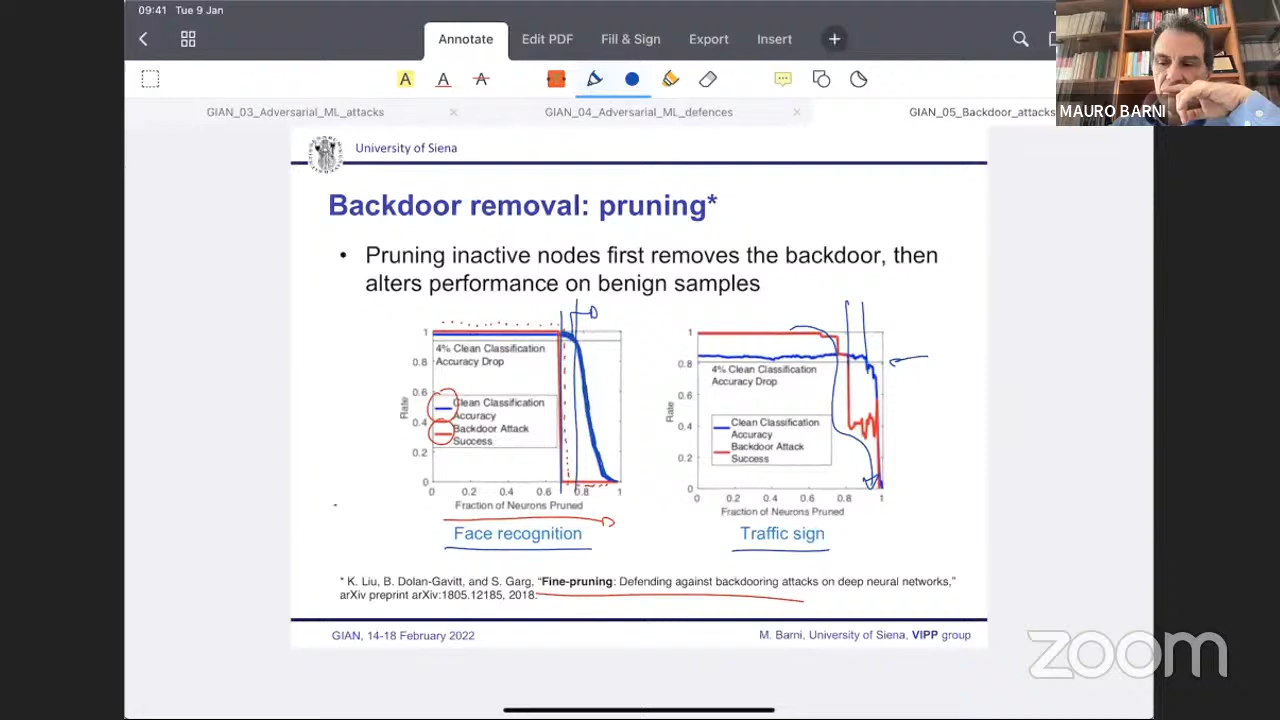 09:41 Tue 9 Jan
Annotate Edit PDF Fill & Sign Export Insert
A A A
GIAN_03_Adversarial_ML_attacks GIAN_04_Adversarial_ML_defences GIAN_05_Backdoor_attacks
MAURO BARNI
University of Siena
Backdoor removal: pruning*
• Pruning inactive nodes first removes the backdoor, then
alters performance on benign samples
1
0.8
0.6
0.4
0.2
0
Rate
4% Clean Classification
Accuracy Drop
Clean Classification
Accuracy
Backdoor Attack
Success
0 0.2 0.4 0.6 0.8 1
Fraction of Neurons Pruned
Face recognition
1
0.8
0.6
0.4
0.2
0
Rate
4% Clean Classification
Accuracy Drop
Clean Classification
Accuracy
Backdoor Attack
Success
0 0.2 0.4 0.6 0.8 1
Fraction of Neurons Pruned
Traffic sign
* K. Liu, B. Dolan-Gavitt, and S. Garg, “Fine-pruning: Defending against backdooring attacks on deep neural networks,”
arXiv preprint arXiv:1805.12185, 2018.
GIAN, 14-18 February 2022 M. Barni, University of Siena, VIPP group
zoom